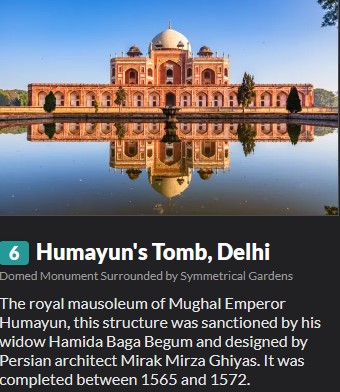 6 Humayun's Tomb, Delhi
Domed Monument Surrounded by Symmetrical Gardens
The royal mausoleum of Mughal Emperor
Humayun, this structure was sanctioned by his
widow Hamida Baga Begum and designed by
Persian architect Mirak Mirza Ghiyas. It was
completed between 1565 and 1572.